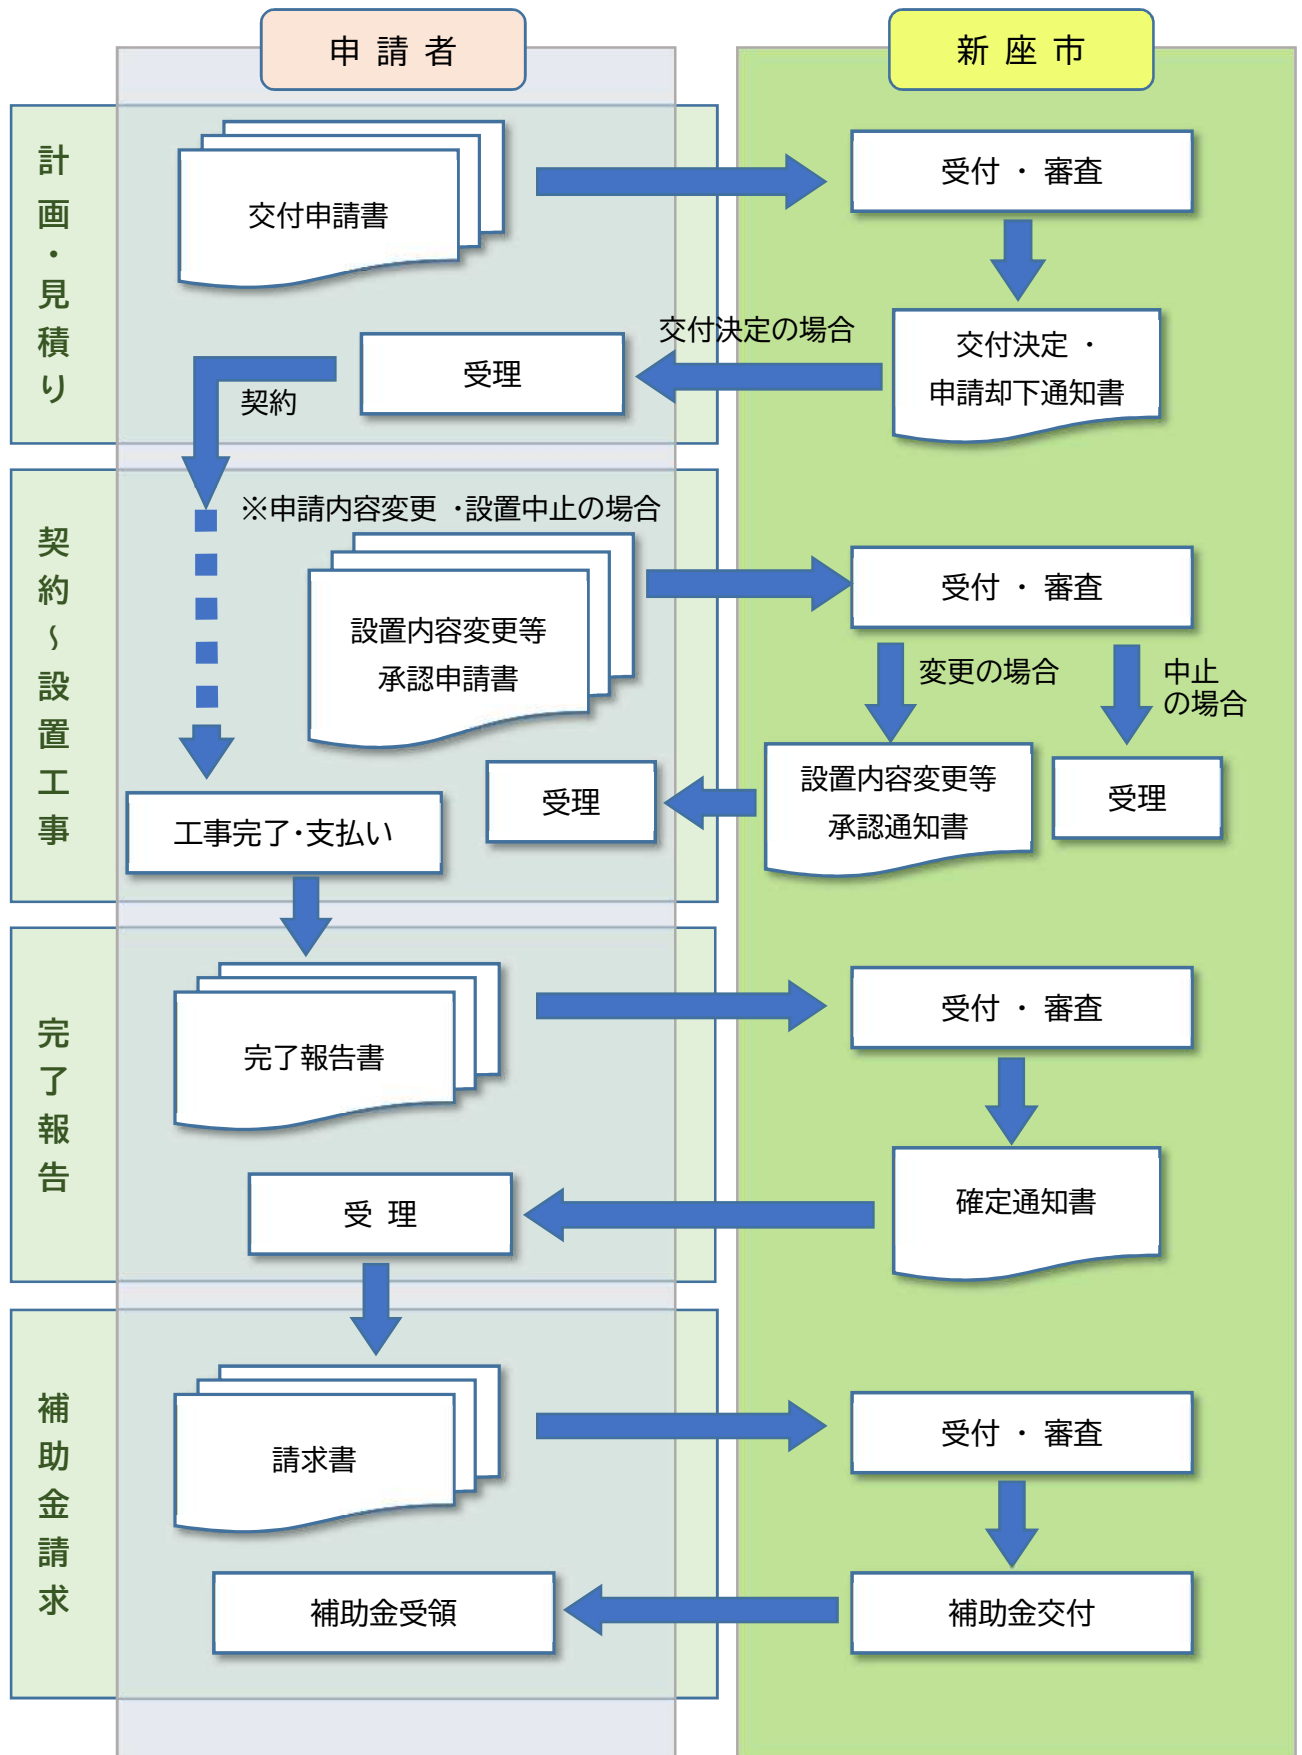 申 請 者
新 座 市
計画・見積り
交付申請書
受付 ・ 審査
交付決定 ・
申請却下通知書
交付決定の場合
受理
契約
契約~設置工事
※申請内容変更 ・設置中止の場合
設置内容変更等
承認申請書
受付 ・ 審査
変更の場合
中止
の場合
設置内容変更等
承認通知書
受理
受理
工事完了・支払い
完了報告
完了報告書
受付 ・ 審査
確定通知書
受 理
補助金請求
請求書
受付 ・ 審査
補助金交付
補助金受領